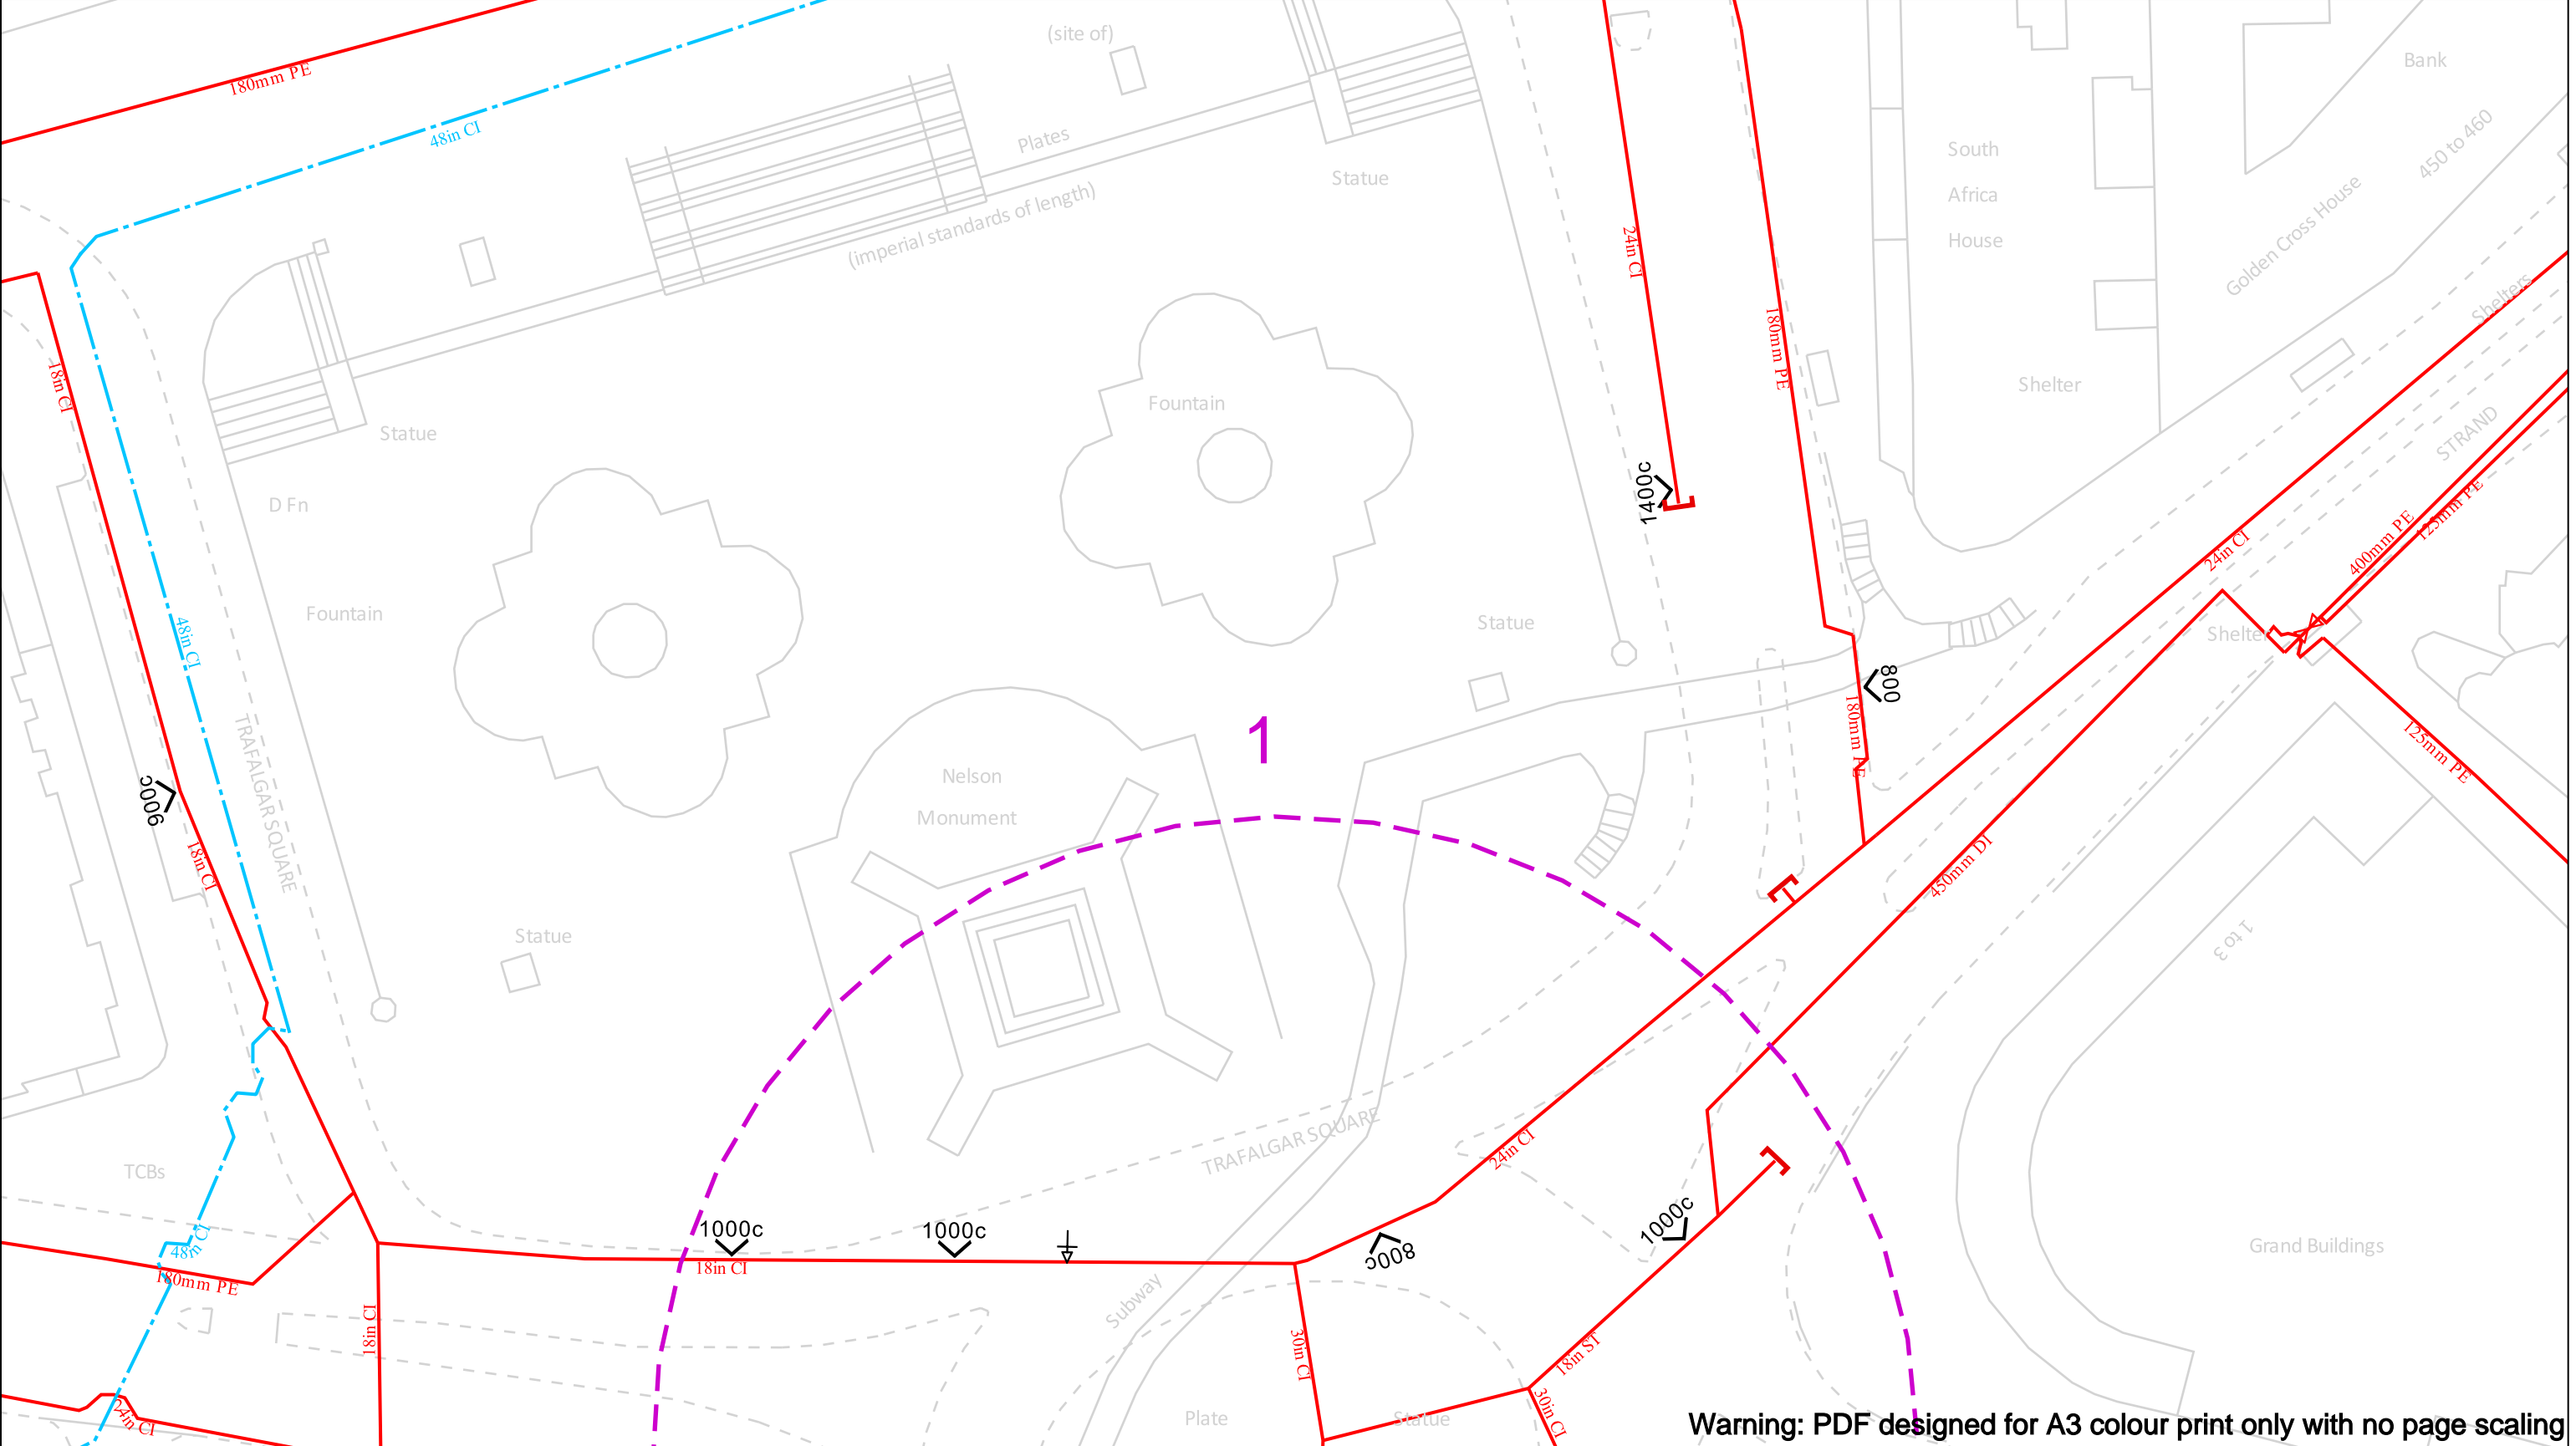 (site of)
Bank
180mm PE
48in CI
Plates
(imperial standards of length)
Statue
South
Africa
House
450 to 460
Golden Cross House
Shelters
24in CI
180mm PE
18in CI
Statue
Fountain
Shelter
STRAND
D Fn
1400c
400mm PE
125mm PE
24in CI
Fountain
48in CI
Statue
Shelter
800
180mm PE
TRAFALGAR SQUARE
1
Nelson
Monument
900c
18in CI
125mm PE
450mm DI
1 to 3
Statue
TRAFALGAR SQUARE
24in CI
TCBs
1000c
1000c
800c
1000c
48in CI
180mm PE
18in CI
Grand Buildings
Subway
18in CI
30in CI
18in ST
30in CI
24in CI
Plate
Statue
Warning: PDF designed for A3 colour print only with no page scaling